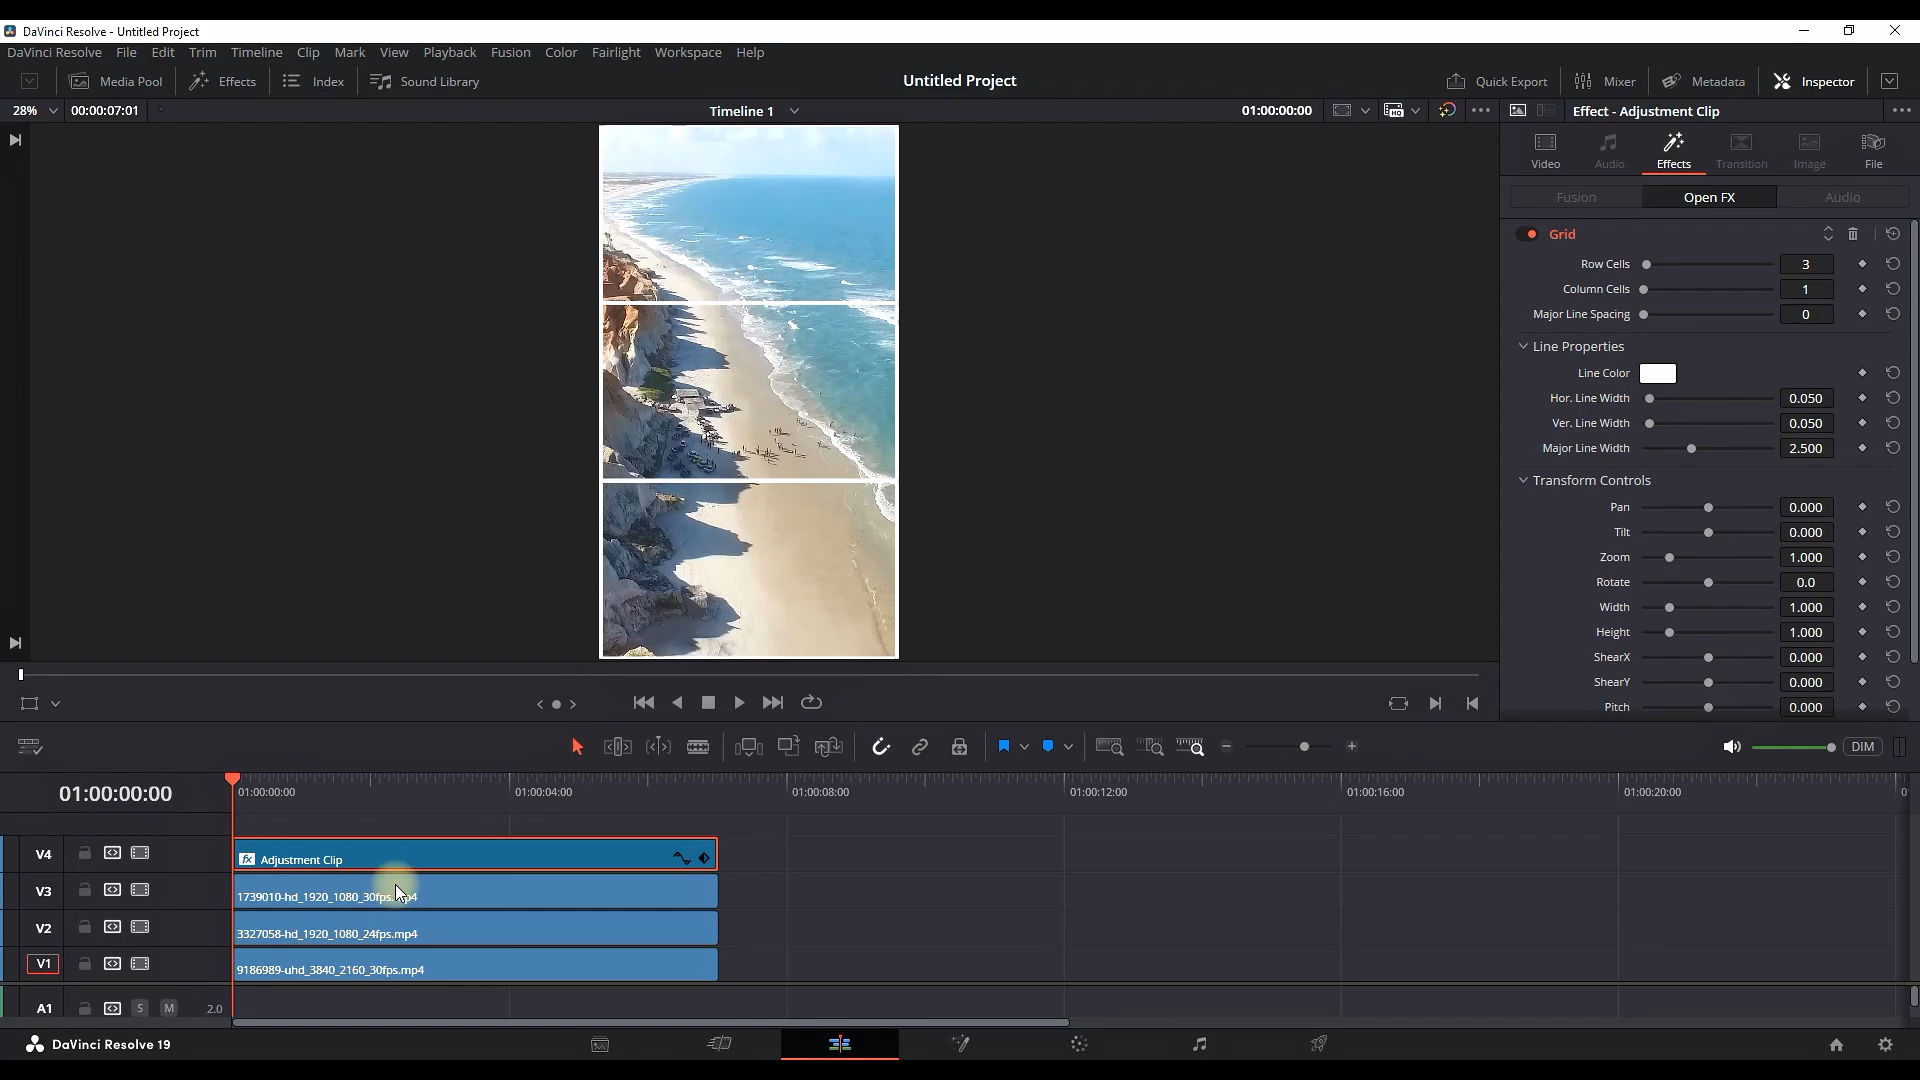 DaVinci Resolve - Untitled Project
DaVinci Resolve File Edit Trim Timeline Clip Mark View Playback Fusion Color Fairlight Workspace Help
Media Pool Effects Index Sound Library Untitled Project Quick Export Mixer Metadata Inspector
28% 00:00:07:01 Timeline 1 01:00:00:00 Effect - Adjustment Clip
Video Audio Effects Transition Image File
Fusion Open FX Audio
Grid
Row Cells 3
Column Cells 1
Major Line Spacing 0
Line Properties
Line Color
Hor. Line Width 0.050
Ver. Line Width 0.050
Major Line Width 2.500
Transform Controls
Pan 0.000
Tilt 0.000
Zoom 1.000
Rotate 0.0
Width 1.000
Height 1.000
ShearX 0.000
ShearY 0.000
Pitch 0.000
DIM
01:00:00:00 01:00:00:00 01:00:04:00 01:00:08:00 01:00:12:00 01:00:16:00 01:00:20:00
V4 fx Adjustment Clip
V3 1739010-hd_1920_1080_30fps.mp4
V2 3327058-hd_1920_1080_24fps.mp4
V1 9186989-uhd_3840_2160_30fps.mp4
A1 S M 2.0
DaVinci Resolve 19